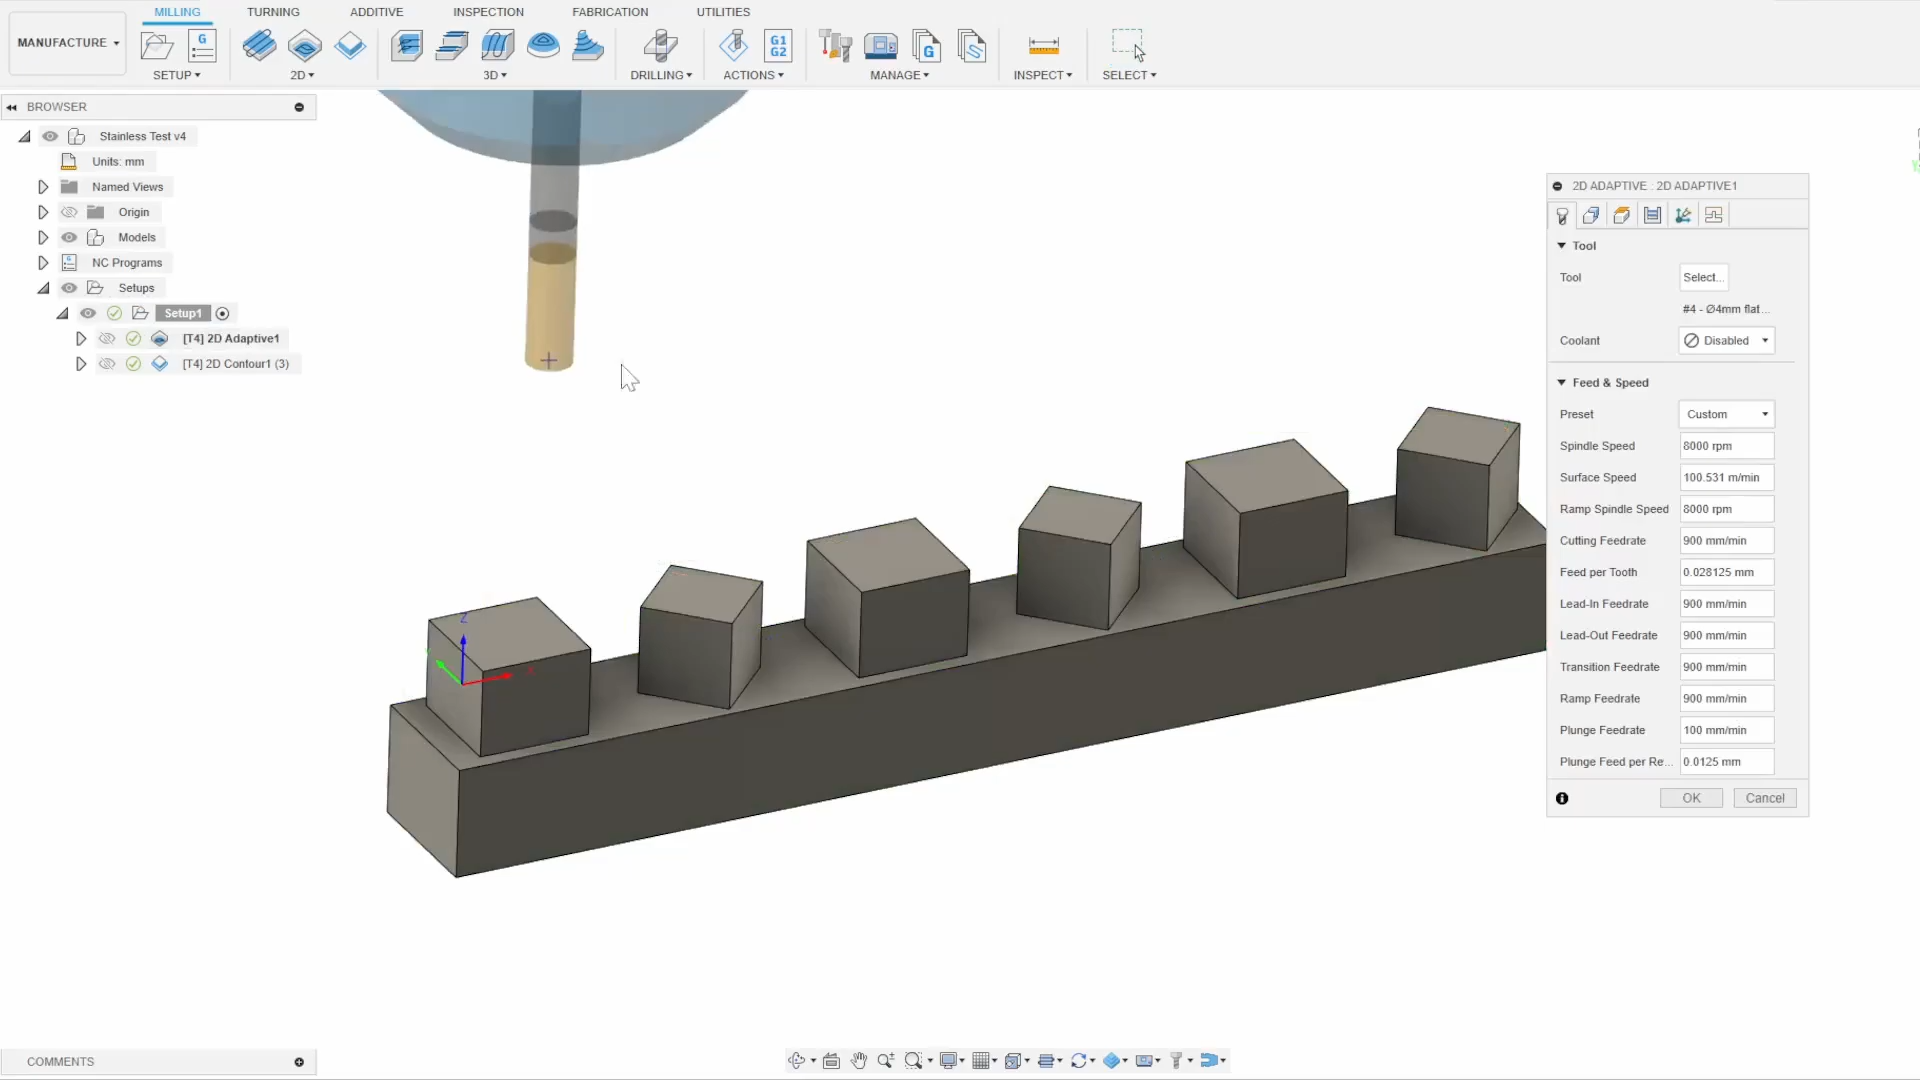 MILLING TURNING ADDITIVE INSPECTION FABRICATION UTILITIES
MANUFACTURE
G
G1
G2
G
SETUP 2D 3D DRILLING ACTIONS MANAGE INSPECT SELECT
BROWSER
Stainless Test v4
Units: mm
Named Views
Origin
Models
NC Programs
Setups
Setup1
[T4] 2D Adaptive1
[T4] 2D Contour1 (3)
Z
X
2D ADAPTIVE : 2D ADAPTIVE1
Tool
Tool Select...
#4 - Ø4mm flat...
Coolant Disabled
Feed & Speed
Preset Custom
Spindle Speed 8000 rpm
Surface Speed 100.531 m/min
Ramp Spindle Speed 8000 rpm
Cutting Feedrate 900 mm/min
Feed per Tooth 0.028125 mm
Lead-In Feedrate 900 mm/min
Lead-Out Feedrate 900 mm/min
Transition Feedrate 900 mm/min
Ramp Feedrate 900 mm/min
Plunge Feedrate 100 mm/min
Plunge Feed per Re... 0.0125 mm
OK Cancel
COMMENTS